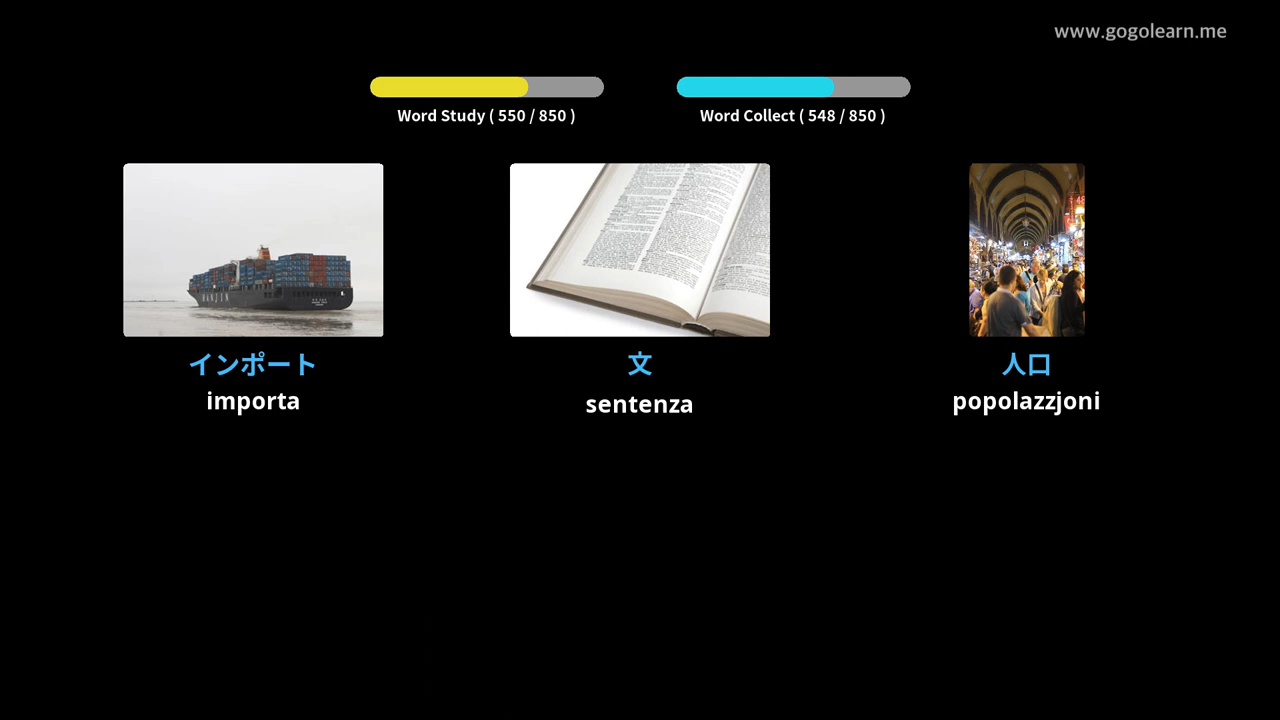 www.gogolearn.me
Word Study ( 550 / 850 )
Word Collect ( 548 / 850 )
インポート
importa
文
sentenza
人口
popolazzjoni